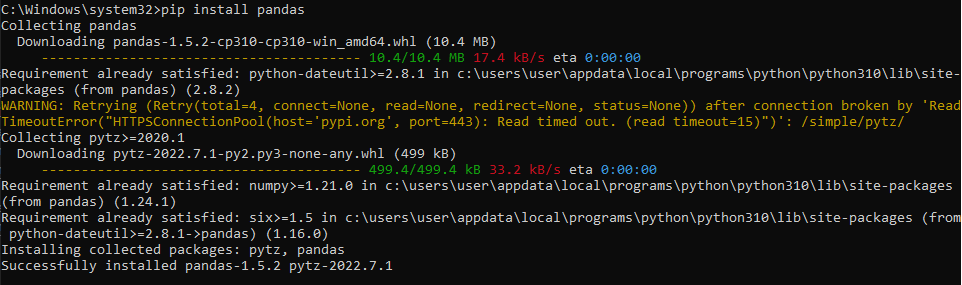 C:\Windows\system32>pip install pandas
Collecting pandas
  Downloading pandas-1.5.2-cp310-cp310-win_amd64.whl (10.4 MB)
     ---------------------------------------- 10.4/10.4 MB 17.4 kB/s eta 0:00:00
Requirement already satisfied: python-dateutil>=2.8.1 in c:\users\user\appdata\local\programs\python\python310\lib\site-
packages (from pandas) (2.8.2)
WARNING: Retrying (Retry(total=4, connect=None, read=None, redirect=None, status=None)) after connection broken by 'Read
TimeoutError("HTTPSConnectionPool(host='pypi.org', port=443): Read timed out. (read timeout=15)")': /simple/pytz/
Collecting pytz>=2020.1
  Downloading pytz-2022.7.1-py2.py3-none-any.whl (499 kB)
     ---------------------------------------- 499.4/499.4 kB 33.2 kB/s eta 0:00:00
Requirement already satisfied: numpy>=1.21.0 in c:\users\user\appdata\local\programs\python\python310\lib\site-packages
(from pandas) (1.24.1)
Requirement already satisfied: six>=1.5 in c:\users\user\appdata\local\programs\python\python310\lib\site-packages (from
 python-dateutil>=2.8.1->pandas) (1.16.0)
Installing collected packages: pytz, pandas
Successfully installed pandas-1.5.2 pytz-2022.7.1